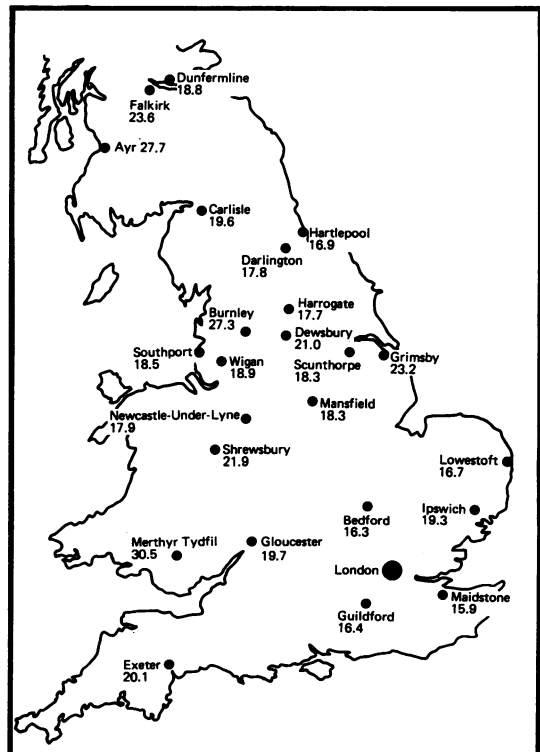 Dunfermline
18.8
Falkirk
23.6
Ayr 27.7
Carlisle
19.6
Hartlepool
16.9
Darlington
17.8
Harrogate
17.7
Burnley
27.3
Dewsbury
21.0
Southport
18.5
Wigan
18.9
Scunthorpe
18.3
Grimsby
23.2
Mansfield
18.3
Newcastle-Under-Lyne
17.9
Shrewsbury
21.9
Lowestoft
16.7
Bedford
16.3
Ipswich
19.3
Merthyr Tydfil
30.5
Gloucester
19.7
London
Maidstone
15.9
Guildford
16.4
Exeter
20.1